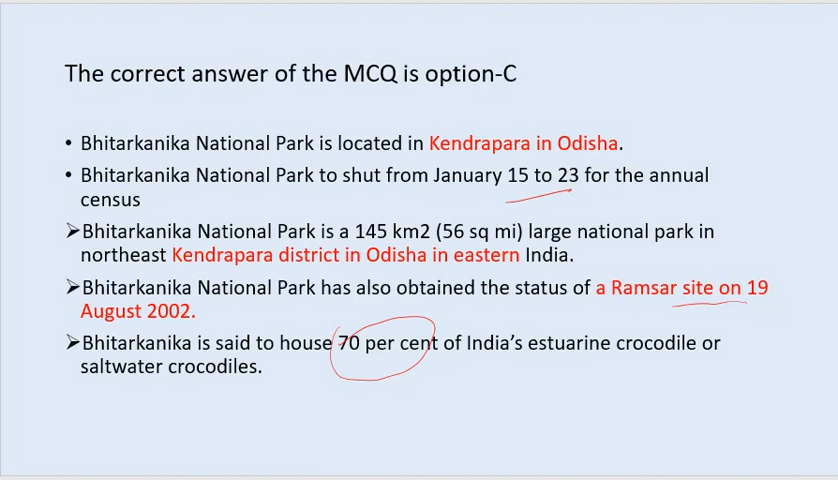 The correct answer of the MCQ is option-C
• Bhitarkanika National Park is located in Kendrapara in Odisha.
• Bhitarkanika National Park to shut from January 15 to 23 for the annual
census
➢Bhitarkanika National Park is a 145 km2 (56 sq mi) large national park in
northeast Kendrapara district in Odisha in eastern India.
➢Bhitarkanika National Park has also obtained the status of a Ramsar site on 19
August 2002.
➢Bhitarkanika is said to house 70 per cent of India’s estuarine crocodile or
saltwater crocodiles.